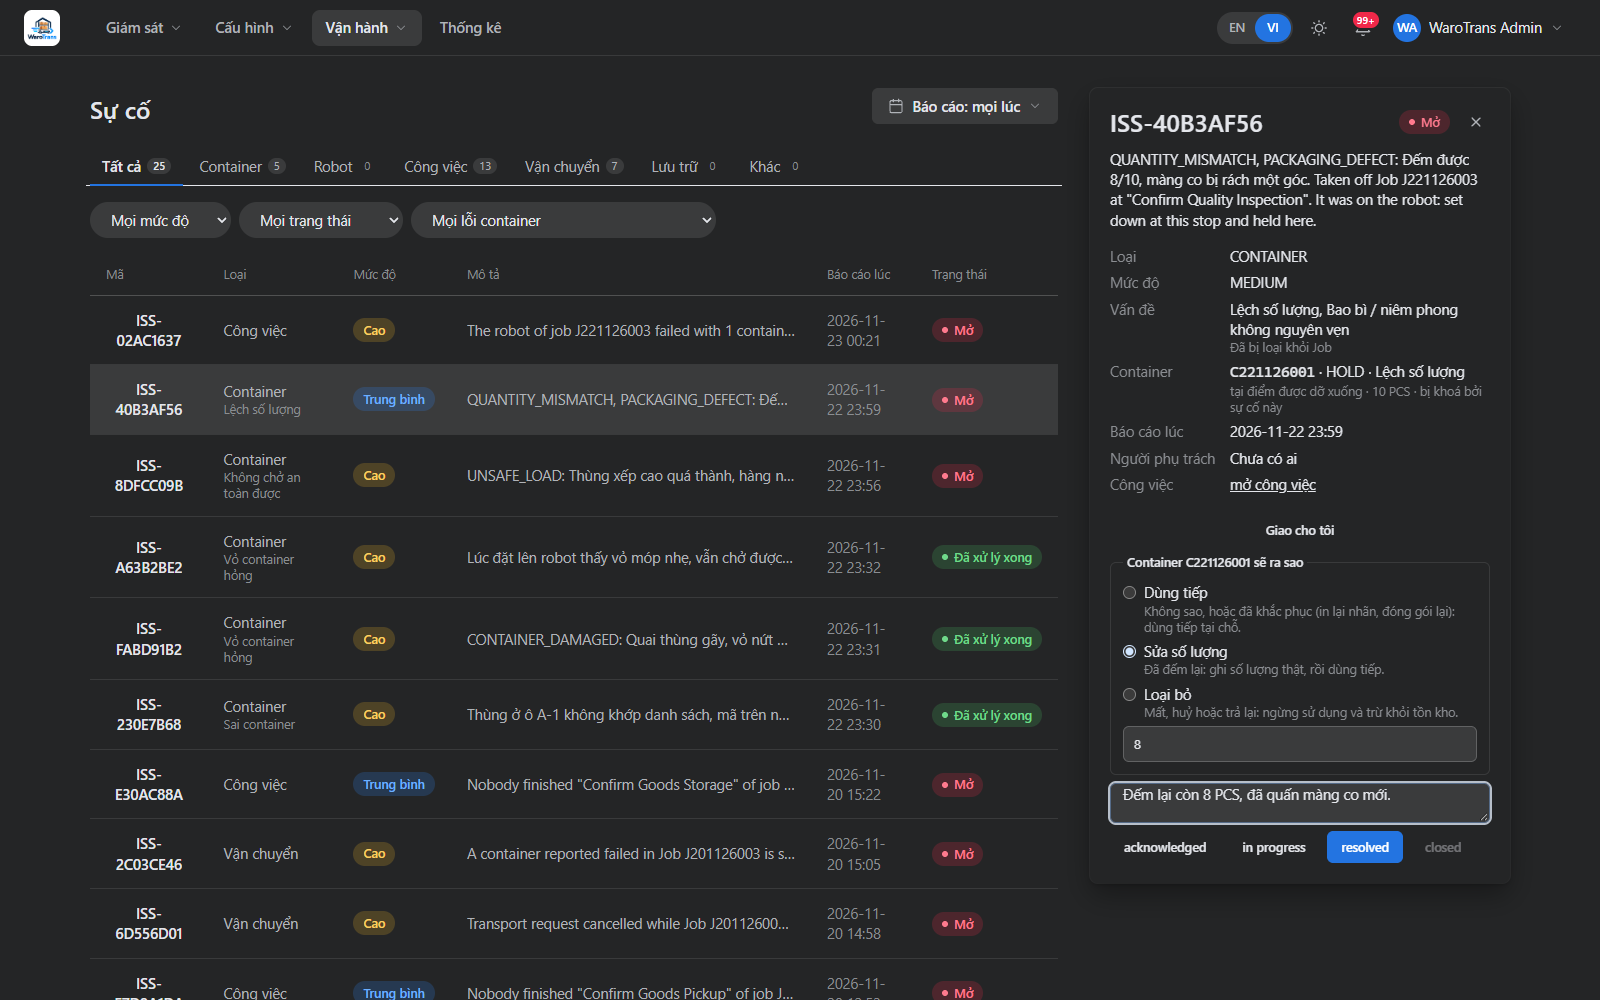 WaroTrans
Giám sát
Cấu hình
Vận hành
Thống kê
EN
VI
99+
WA
WaroTrans Admin
Sự cố
Báo cáo: mọi lúc
Tất cả 25
Container 5
Robot 0
Công việc 13
Vận chuyển 7
Lưu trữ 0
Khác 0
Mọi mức độ
Mọi trạng thái
Mọi lỗi container
Mã
Loại
Mức độ
Mô tả
Báo cáo lúc
Trạng thái
ISS-
02AC1637
Công việc
Cao
The robot of job J221126003 failed with 1 contain...
2026-11-
23 00:21
Mở
ISS-
40B3AF56
Container
Lệch số lượng
Trung bình
QUANTITY_MISMATCH, PACKAGING_DEFECT: Đế...
2026-11-
22 23:59
Mở
ISS-
8DFCC09B
Container
Không chở an
toàn được
Cao
UNSAFE_LOAD: Thùng xếp cao quá thành, hàng n...
2026-11-
22 23:56
Mở
ISS-
A63B2BE2
Container
Vỏ container
hỏng
Cao
Lúc đặt lên robot thấy vỏ móp nhẹ, vẫn chở được...
2026-11-
22 23:32
Đã xử lý xong
ISS-
FABD91B2
Container
Vỏ container
hỏng
Cao
CONTAINER_DAMAGED: Quai thùng gãy, vỏ nứt ...
2026-11-
22 23:31
Đã xử lý xong
ISS-
230E7B68
Container
Sai container
Cao
Thùng ở ô A-1 không khớp danh sách, mã trên n...
2026-11-
22 23:30
Đã xử lý xong
ISS-
E30AC88A
Công việc
Trung bình
Nobody finished "Confirm Goods Storage" of job ...
2026-11-
20 15:22
Mở
ISS-
2C03CE46
Vận chuyển
Cao
A container reported failed in Job J201126003 is s...
2026-11-
20 15:05
Mở
ISS-
6D556D01
Vận chuyển
Cao
Transport request cancelled while Job J20112600...
2026-11-
20 14:58
Mở
ISS-
Công việc
Trung bình
Nobody finished "Confirm Goods Pickup" of job J...
2026-11-
Mở
ISS-40B3AF56
Mở
QUANTITY_MISMATCH, PACKAGING_DEFECT: Đếm được
8/10, màng co bị rách một góc. Taken off Job J221126003
at "Confirm Quality Inspection". It was on the robot: set
down at this stop and held here.
Loại
CONTAINER
Mức độ
MEDIUM
Vấn đề
Lệch số lượng, Bao bì / niêm phong
không nguyên vẹn
Đã bị loại khỏi Job
Container
C221126001 · HOLD · Lệch số lượng
tại điểm được dỡ xuống · 10 PCS · bị khoá bởi
sự cố này
Báo cáo lúc
2026-11-22 23:59
Người phụ trách
Chưa có ai
Công việc
mở công việc
Giao cho tôi
Container C221126001 sẽ ra sao
Dùng tiếp
Không sao, hoặc đã khắc phục (in lại nhãn, đóng gói lại):
dùng tiếp tại chỗ.
Sửa số lượng
Đã đếm lại: ghi số lượng thật, rồi dùng tiếp.
Loại bỏ
Mất, huỷ hoặc trả lại: ngừng sử dụng và trừ khỏi tồn kho.
8
Đếm lại còn 8 PCS, đã quấn màng co mới.
acknowledged
in progress
resolved
closed